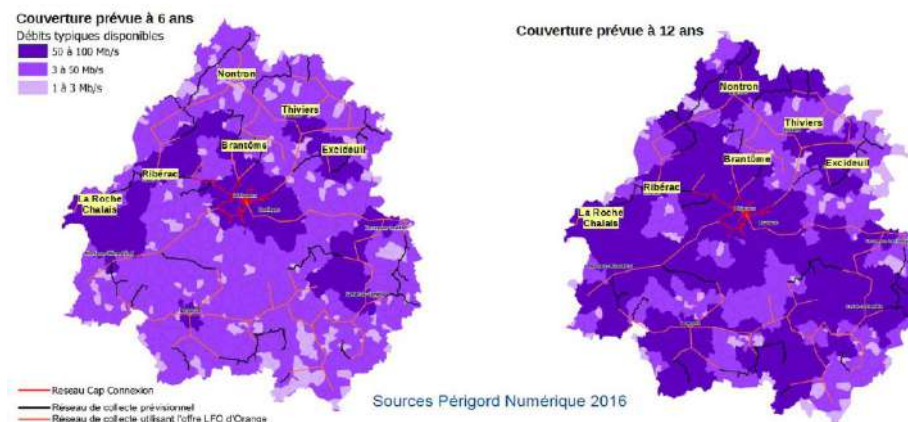 Couverture prévue à 6 ans
Débits typiques disponibles
50 à 100 Mb/s
3 à 50 Mb/s
1 à 3 Mb/s
Nontron
Thiviers
Brantôme
Excideuil
Ribérac
La Roche
Chalais
Réseau Cap Connexion
Réseau de collecte prévisionnel
Réseau de collecte utilisant l'offre LFO d'Orange
Couverture prévue à 12 ans
Nontron
Thiviers
Brantôme
Excideuil
Ribérac
La Roche
Chalais
Sources Périgord Numérique 2016